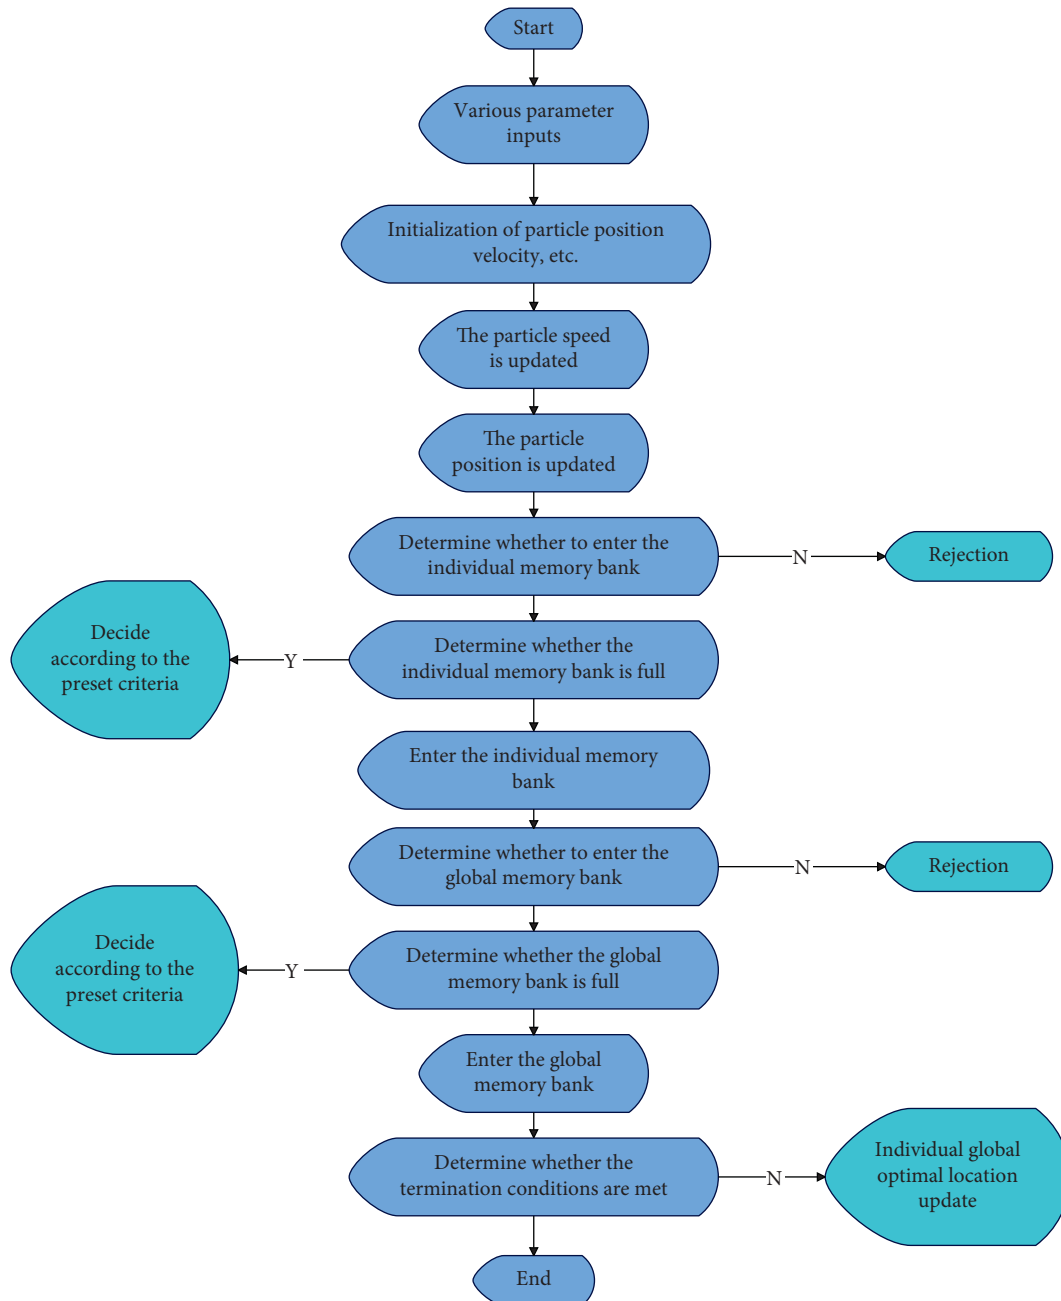 Start
Various parameter
inputs
Initialization of particle position
velocity, etc.
The particle speed
is updated
The particle
position is updated
Determine whether to enter the
individual memory bank
N
Rejection
Decide
according to the
preset criteria
Y
Determine whether the
individual memory bank is full
Enter the individual memory
bank
Determine whether to enter the
global memory bank
N
Rejection
Decide
according to the
preset criteria
Y
Determine whether the global
memory bank is full
Enter the global
memory bank
Determine whether the
termination conditions are met
N
Individual global
optimal location
update
End